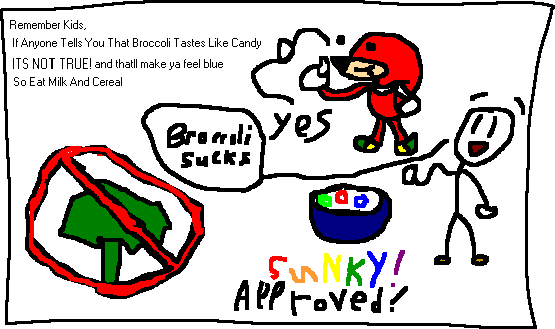 Remember Kids,
If Anyone Tells You That Broccoli Tastes Like Candy
ITS NOT TRUE! and thatll make ya feel blue
So Eat Milk And Cereal
yes
Broccoli
sucks
SuNKY!
Approved!